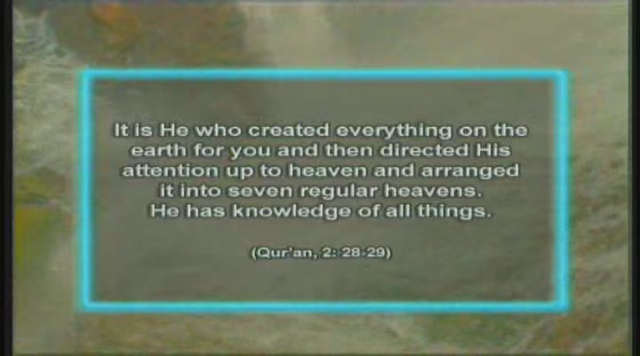 It is He who created everything on the
earth for you and then directed His
attention up to heaven and arranged
it into seven regular heavens.
He has knowledge of all things.
(Qur'an, 2: 28-29)